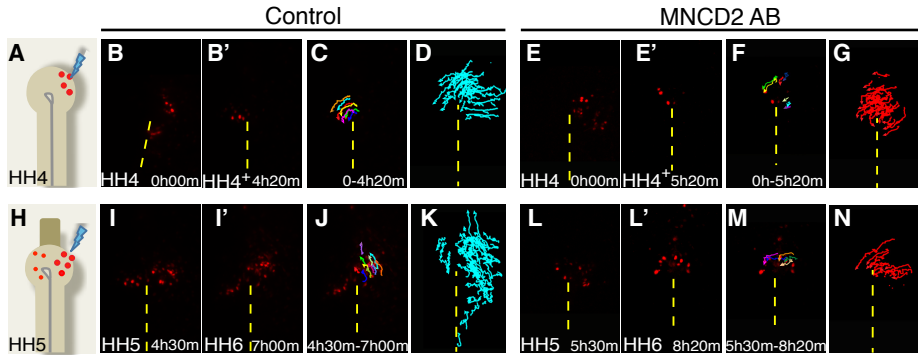 Control
MNCD2 AB
A
HH4
B
HH4 0h00m
B’
HH4+ 4h20m
C
0-4h20m
D
E
HH4 0h00m
E’
HH4+ 5h20m
F
0h-5h20m
G
H
HH5
I
HH5 4h30m
I’
HH6 7h00m
J
4h30m-7h00m
K
L
HH5 5h30m
L’
HH6 8h20m
M
5h30m-8h20m
N